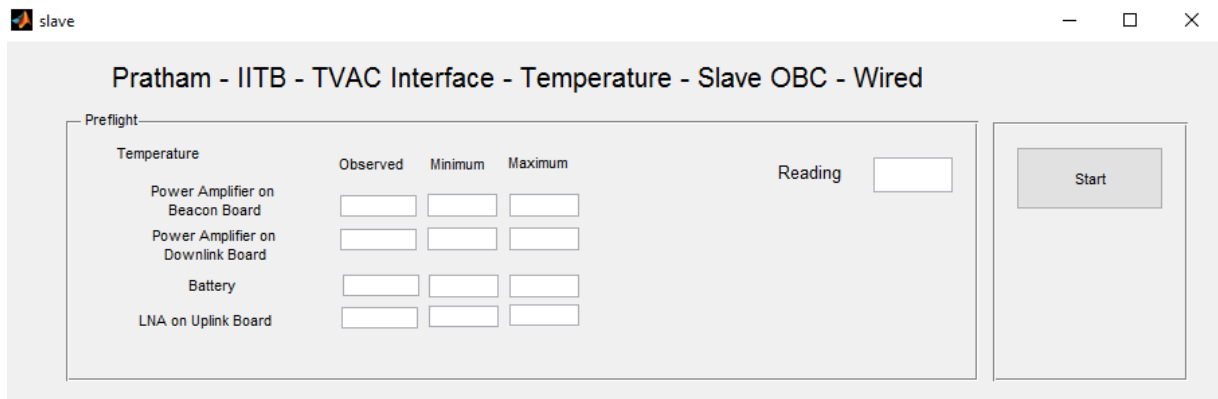 slave
Pratham - IITB - TVAC Interface - Temperature - Slave OBC - Wired
Preflight
Temperature
Observed
Minimum
Maximum
Reading
Start
Power Amplifier on
Beacon Board
Power Amplifier on
Downlink Board
Battery
LNA on Uplink Board